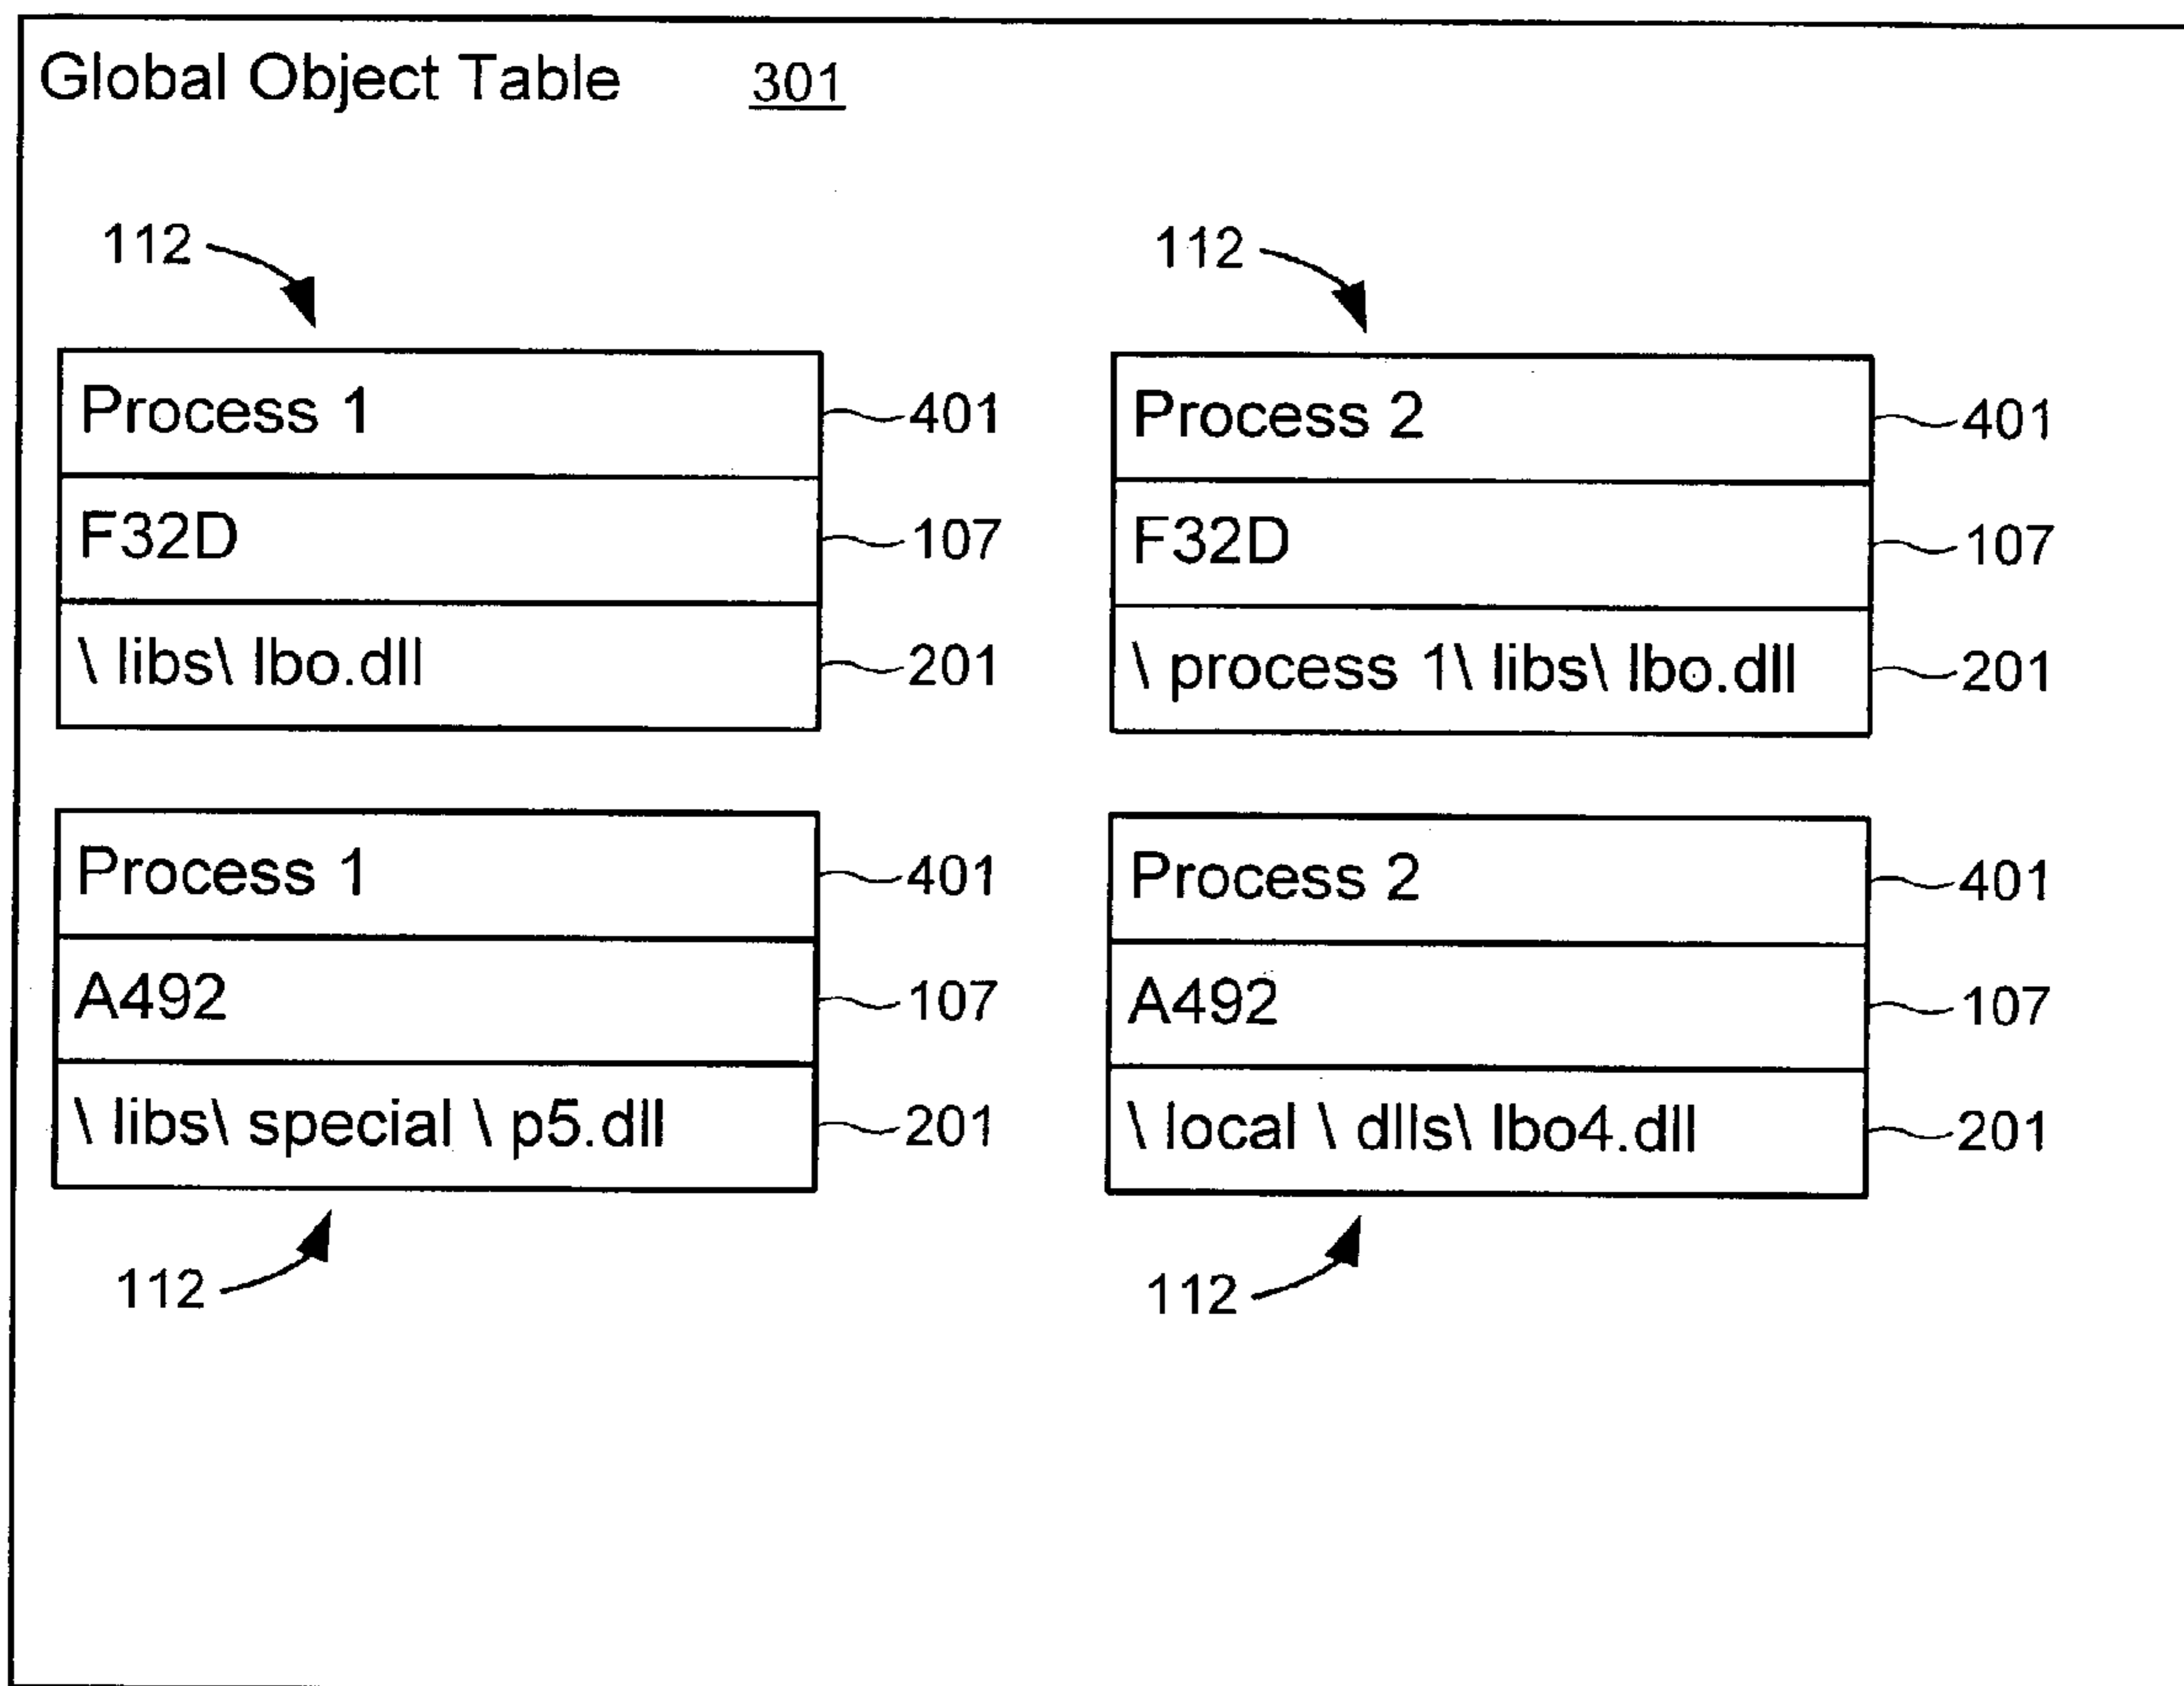 Global Object Table 301
112
112
Process 1 401
F32D 107
\ libs\ lbo.dll 201
Process 2 401
F32D 107
\ process 1\ libs\ lbo.dll 201
Process 1 401
A492 107
\ libs\ special \ p5.dll 201
Process 2 401
A492 107
\ local \ dlls\ lbo4.dll 201
112
112